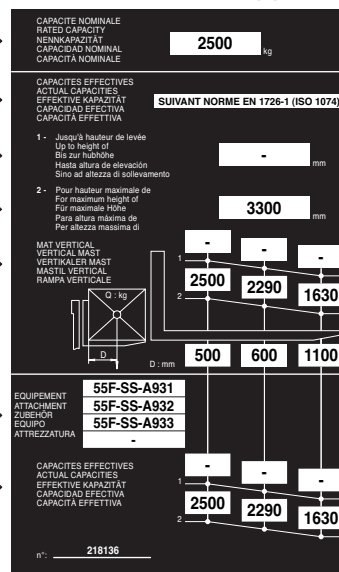 CAPACITE NOMINALE
RATED CAPACITY
NENNKAPAZITÄT
CAPACIDAD NOMINAL
CAPACITÀ NOMINALE
2500 kg
CAPACITES EFFECTIVES
ACTUAL CAPACITIES
EFFEKTIVE KAPAZITÄT
CAPACIDAD EFECTIVA
CAPACITÀ EFFETTIVA
SUIVANT NORME EN 1726-1 (ISO 1074)
1 - Jusqu'à hauteur de levée
Up to height of
Bis zur hubhöhe
Hasta altura de elevación
Sino ad altezza di sollevamento
- mm
2 - Pour hauteur maximale de
For maximum height of
Für maximale Höhe
Para altura máxima de
Per altezza massima di
3300 mm
MAT VERTICAL
VERTICAL MAST
VERTIKALER MAST
MASTIL VERTICAL
RAMPA VERTICALE
1 - - -
2 2500 2290 1630
Q : kg
D
D : mm 500 600 1100
EQUIPEMENT
ATTACHMENT
ZUBEHÖR
EQUIPO
ATTREZZATURA
55F-SS-A931
55F-SS-A932
55F-SS-A933
-
CAPACITES EFFECTIVES
ACTUAL CAPACITIES
EFFEKTIVE KAPAZITÄT
CAPACIDAD EFECTIVA
CAPACITÀ EFFETTIVA
1 - - -
2 2500 2290 1630
n°: 218136